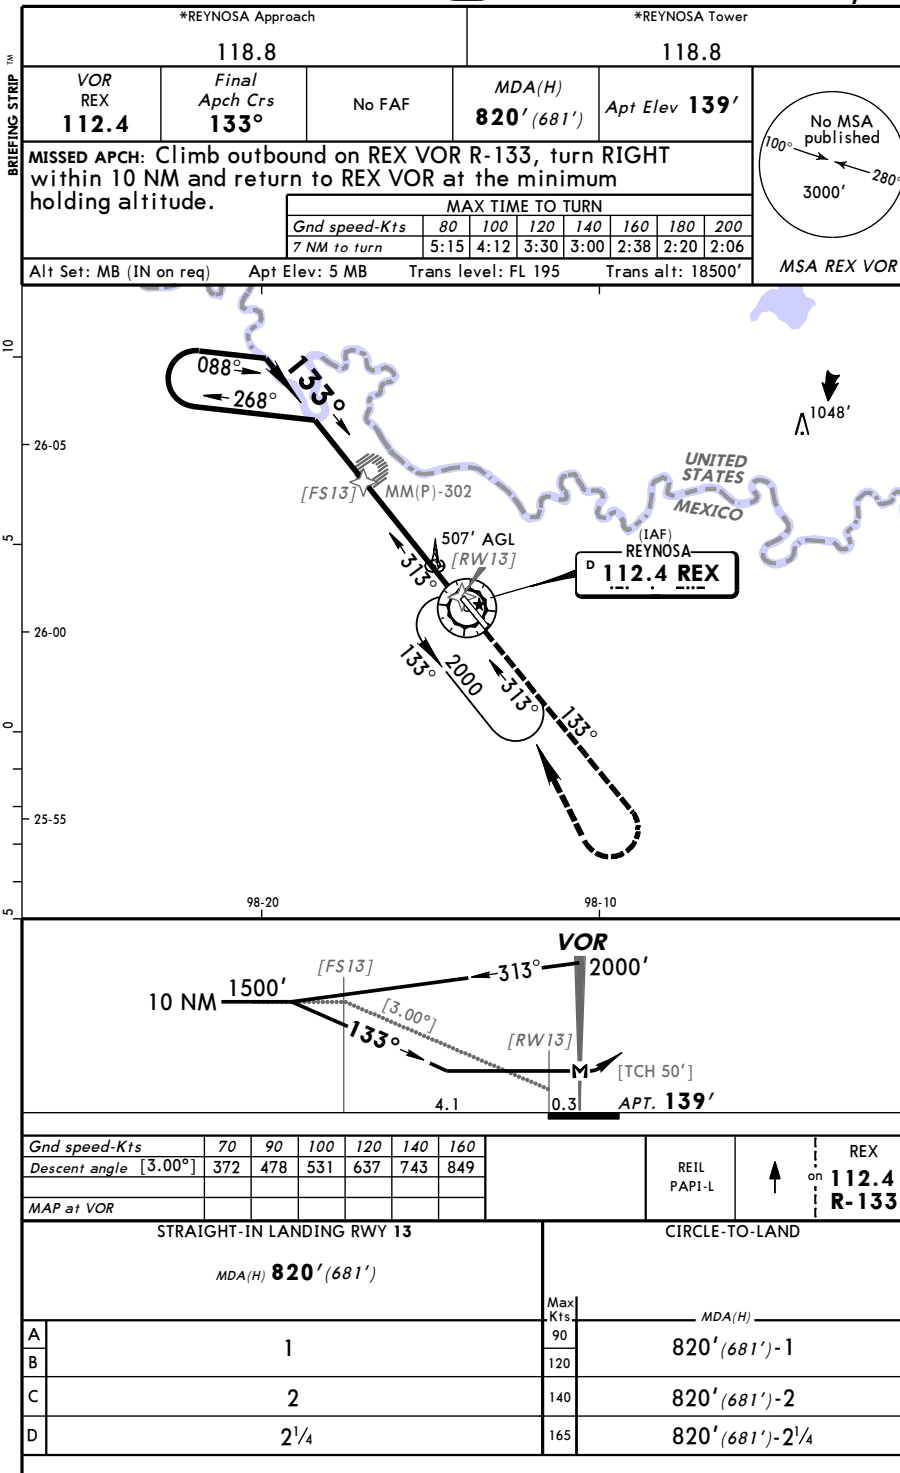 *REYNOSA Approach
118.8
*REYNOSA Tower
118.8
BRIEFING STRIP TM
VOR
REX
112.4
Final
Apch Crs
133°
No FAF
MDA(H)
820' (681')
Apt Elev 139'
No MSA
published
100°
280°
3000'
MSA REX VOR
MISSED APCH: Climb outbound on REX VOR R-133, turn RIGHT
within 10 NM and return to REX VOR at the minimum
holding altitude.
MAX TIME TO TURN
Gnd speed-Kts 80 100 120 140 160 180 200
7 NM to turn 5:15 4:12 3:30 3:00 2:38 2:20 2:06
Alt Set: MB (IN on req) Apt Elev: 5 MB Trans level: FL 195 Trans alt: 18500'
10
088°
268°
133°
1048'
26-05
[FS13]
MM(P)-302
UNITED
STATES
MEXICO
5
507' AGL
[RW13]
313°
(IAF)
REYNOSA
D 112.4 REX
26-00
133°
2000
313°
133°
0
25-55
5
98-20
98-10
VOR
[FS13]
313°
2000'
1500'
10 NM
[3.00°]
133°
[RW13]
M
[TCH 50']
4.1
0.3
APT. 139'
Gnd speed-Kts 70 90 100 120 140 160
Descent angle [3.00°] 372 478 531 637 743 849
MAP at VOR
REIL
PAPI-L
on
REX
112.4
R-133
STRAIGHT-IN LANDING RWY 13
MDA(H) 820' (681')
CIRCLE-TO-LAND
Max
Kts
MDA(H)
A
B
1
90
120
820' (681')-1
C 2 140 820' (681')-2
D 2¼ 165 820' (681')-2¼